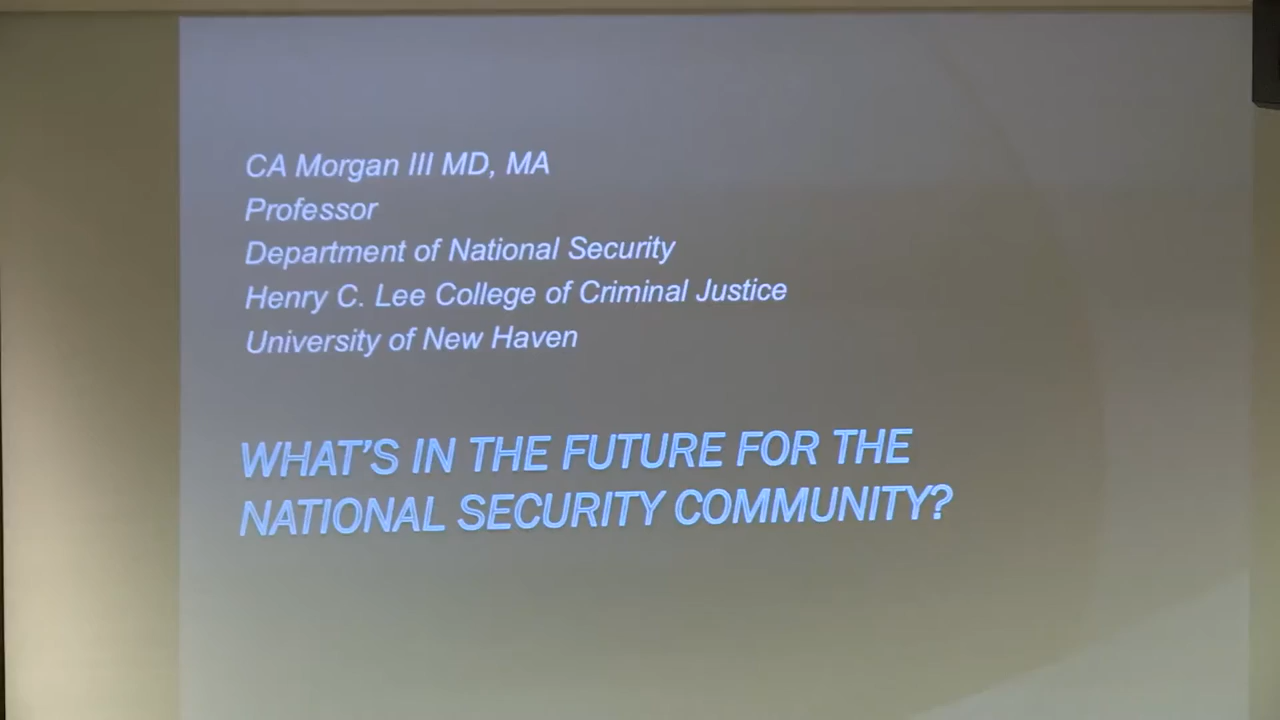 CA Morgan III MD, MA
Professor
Department of National Security
Henry C. Lee College of Criminal Justice
University of New Haven
WHAT'S IN THE FUTURE FOR THE
NATIONAL SECURITY COMMUNITY?